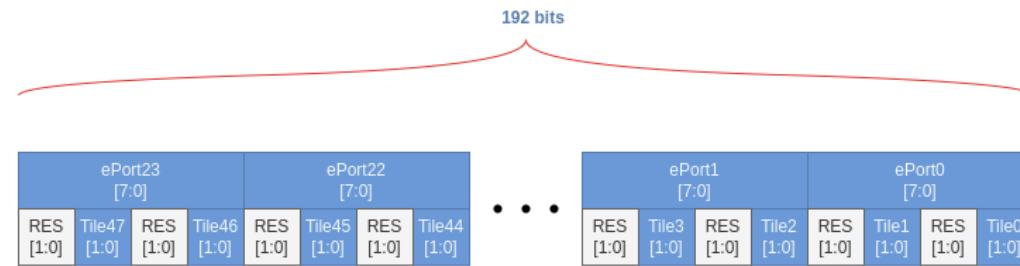 192 bits
ePort23 ePort22 ePort1 ePort0
[7:0] [7:0] [7:0] [7:0]
RES Tile47 RES Tile46 RES Tile45 RES Tile44 RES Tile3 RES Tile2 RES Tile1 RES Tile0
[1:0] [1:0] [1:0] [1:0] [1:0] [1:0] [1:0] [1:0] [1:0] [1:0] [1:0] [1:0] [1:0] [1:0] [1:0] [1:0]